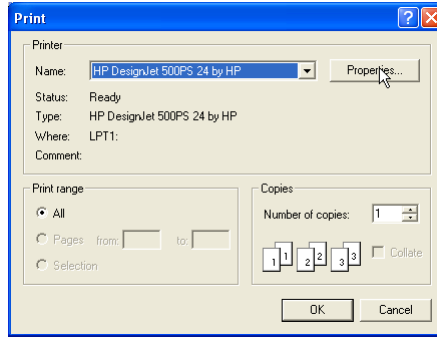 Print
Printer
Name: HP DesignJet 500PS 24 by HP Properties...
Status: Ready
Type: HP DesignJet 500PS 24 by HP
Where: LPT1:
Comment:
Print range
All
Pages from: to:
Selection
Copies
Number of copies: 1
1 1 2 2 3 3 Collate
OK Cancel